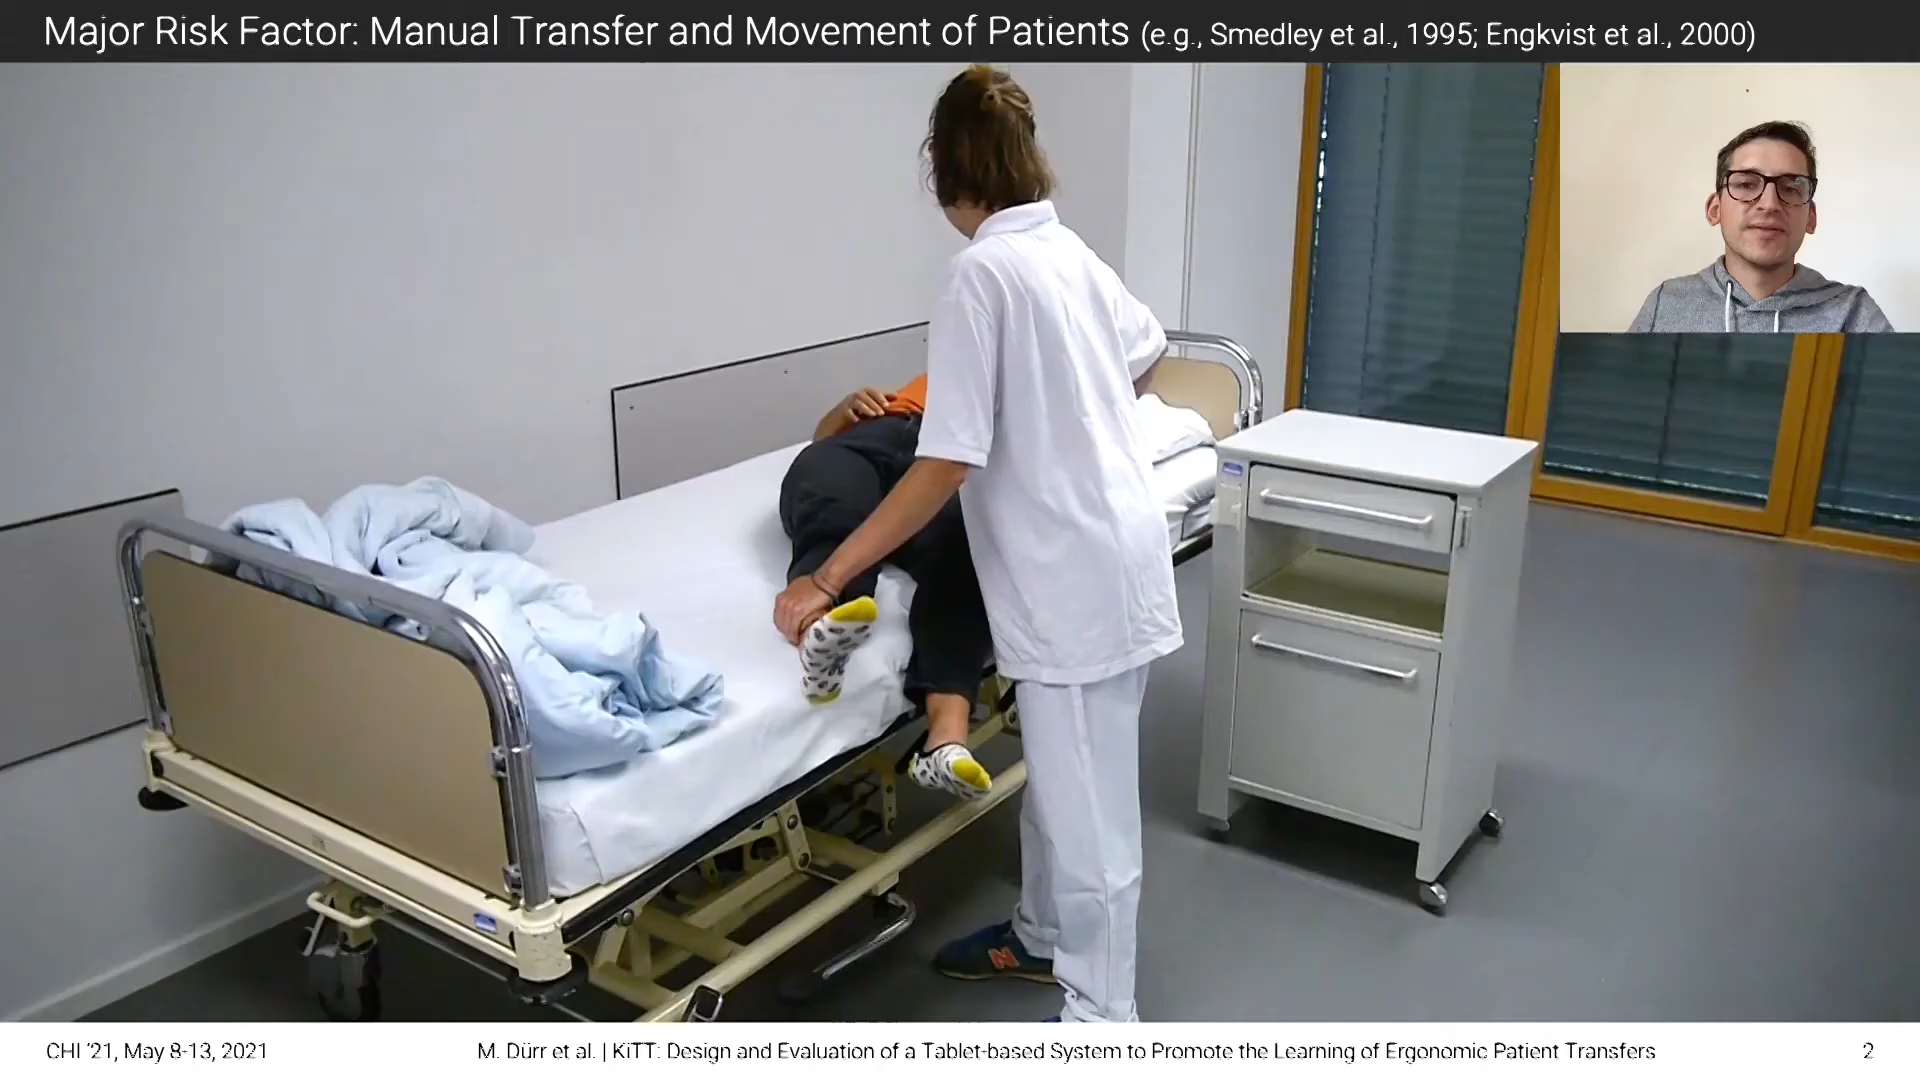 Major Risk Factor: Manual Transfer and Movement of Patients (e.g., Smedley et al., 1995; Engkvist et al., 2000)
N
CHI '21, May 8-13, 2021 M. Dürr et al. | KiTT: Design and Evaluation of a Tablet-based System to Promote the Learning of Ergonomic Patient Transfers 2